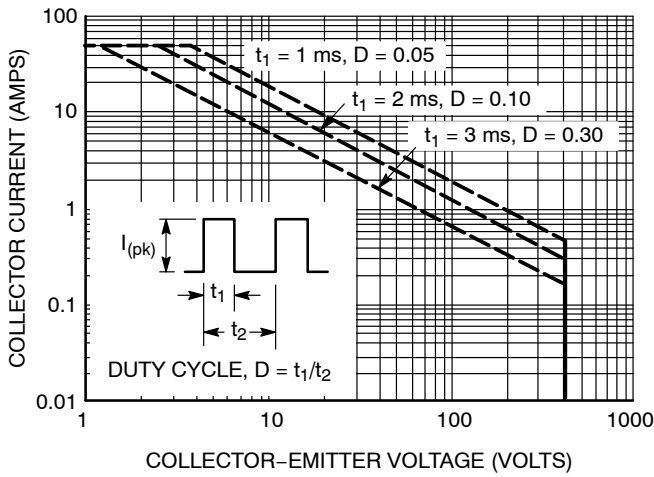 100
10
1
0.1
0.01
COLLECTOR CURRENT (AMPS)
t1 = 1 ms, D = 0.05
t1 = 2 ms, D = 0.10
t1 = 3 ms, D = 0.30
I(pk)
t1
t2
DUTY CYCLE, D = t1/t2
1 10 100 1000
COLLECTOR−EMITTER VOLTAGE (VOLTS)